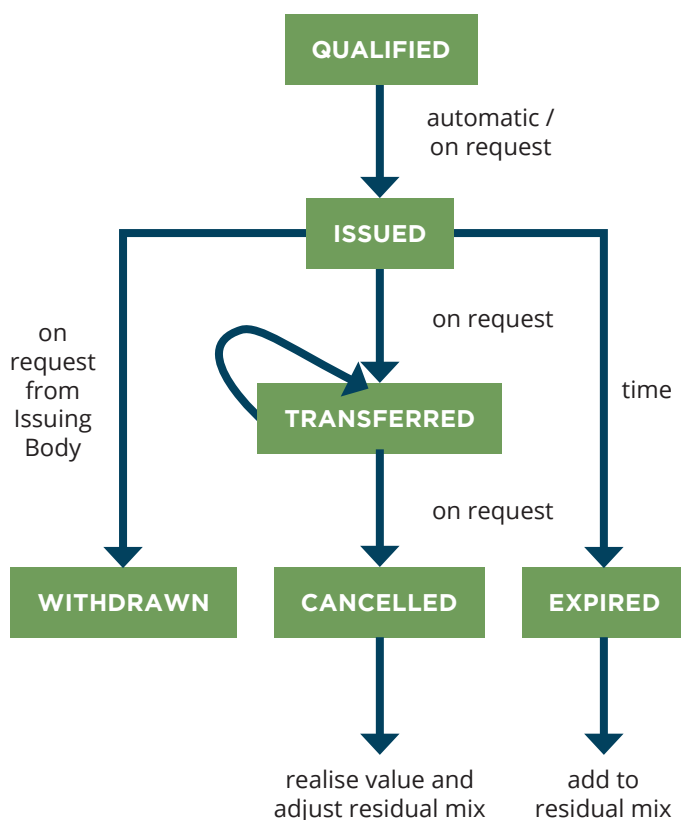 QUALIFIED
automatic /
on request
ISSUED
on
request
from
Issuing
Body
on request
time
TRANSFERRED
on request
WITHDRAWN
CANCELLED
EXPIRED
realise value and
adjust residual mix
add to
residual mix